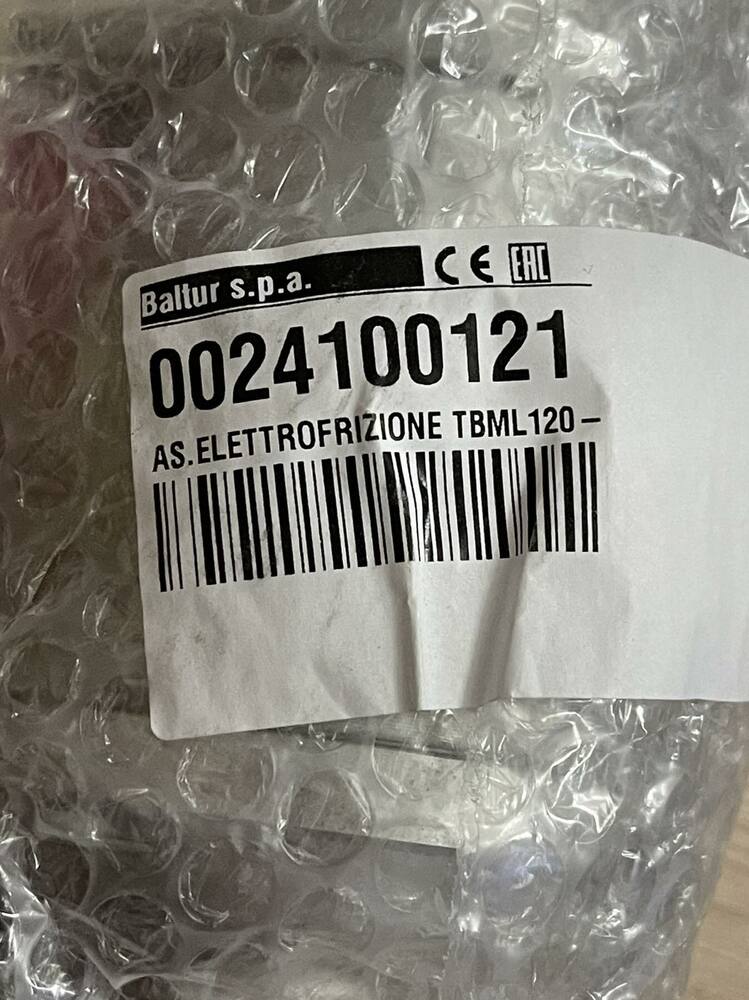 Baltur s.p.a. CE EAC
0024100121
AS.ELETTROFRIZIONE TBML120-